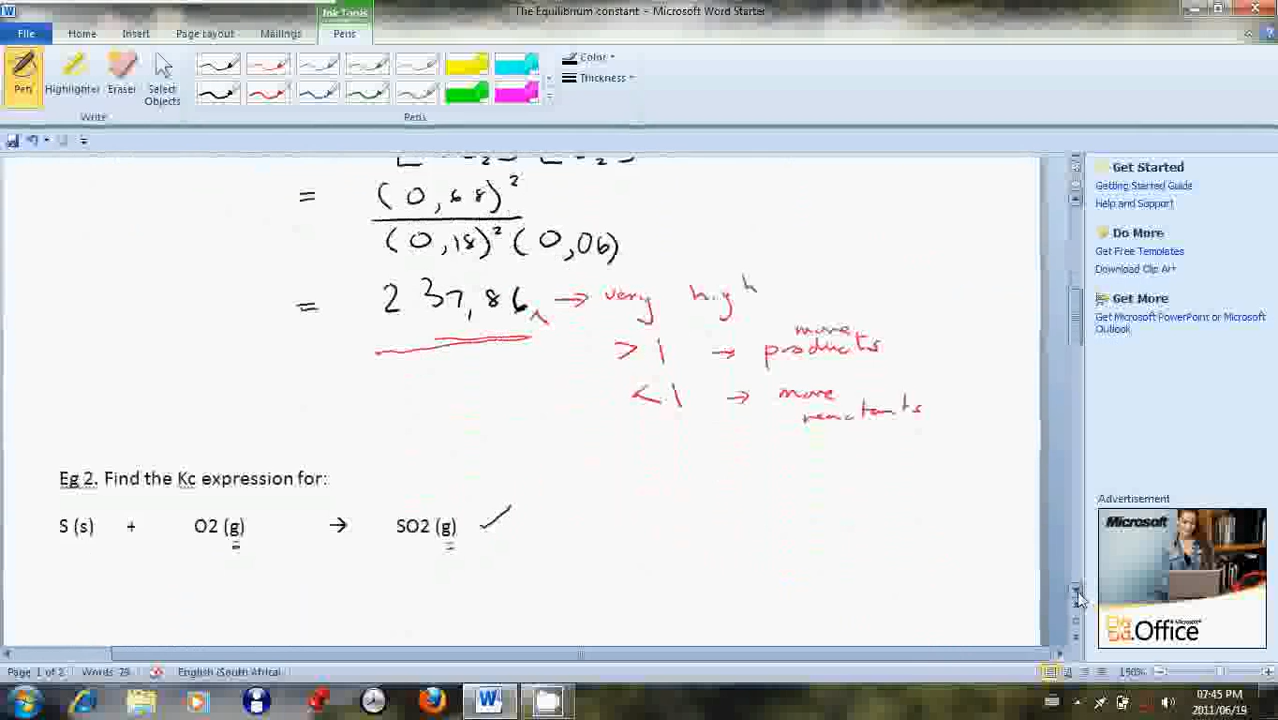 The Equilibrium constant - Microsoft Word Starter
Ink Tools
File Home Insert Page Layout Mailings Pens
Pen Highlighter Eraser Select Objects
Color
Thickness
Write Pens
= (0,68)²
(0,18)² (0,06)
= 237,86 → very high
>1 → more products
<1 → more reactants
Eg 2. Find the Kc expression for:
S (s) + O2 (g) → SO2 (g) ✓
Get Started
Getting Started Guide
Help and Support
Do More
Get Free Templates
Download Clip Art
Get More
Get Microsoft PowerPoint or Microsoft
Outlook
Advertisement
Microsoft
Office
Page 1 of 2 Words 79 English (South Africa) 150%
07:45 PM
2011/06/19